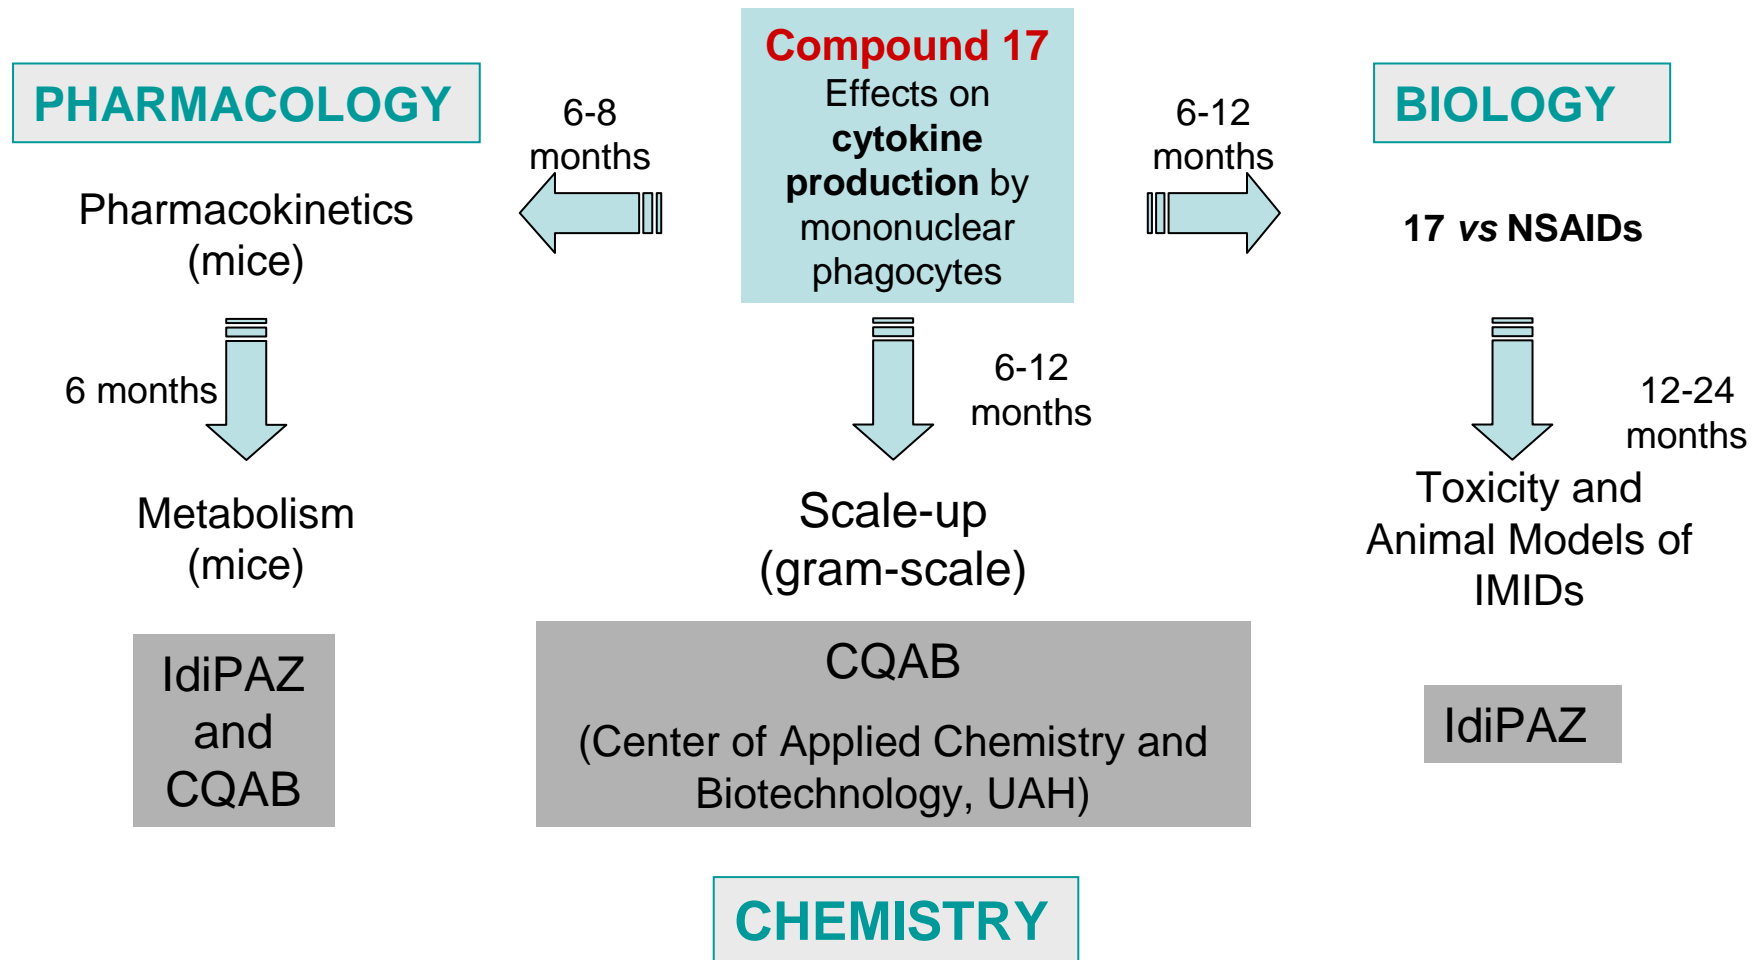 Compound 17
Effects on
cytokine
production by
mononuclear
phagocytes
PHARMACOLOGY
6-8
months
Pharmacokinetics
(mice)
6 months
Metabolism
(mice)
IdiPAZ
and
CQAB
6-12
months
Scale-up
(gram-scale)
CQAB
(Center of Applied Chemistry and
Biotechnology, UAH)
CHEMISTRY
6-12
months
BIOLOGY
17 vs NSAIDs
12-24
months
Toxicity and
Animal Models of
IMIDs
IdiPAZ